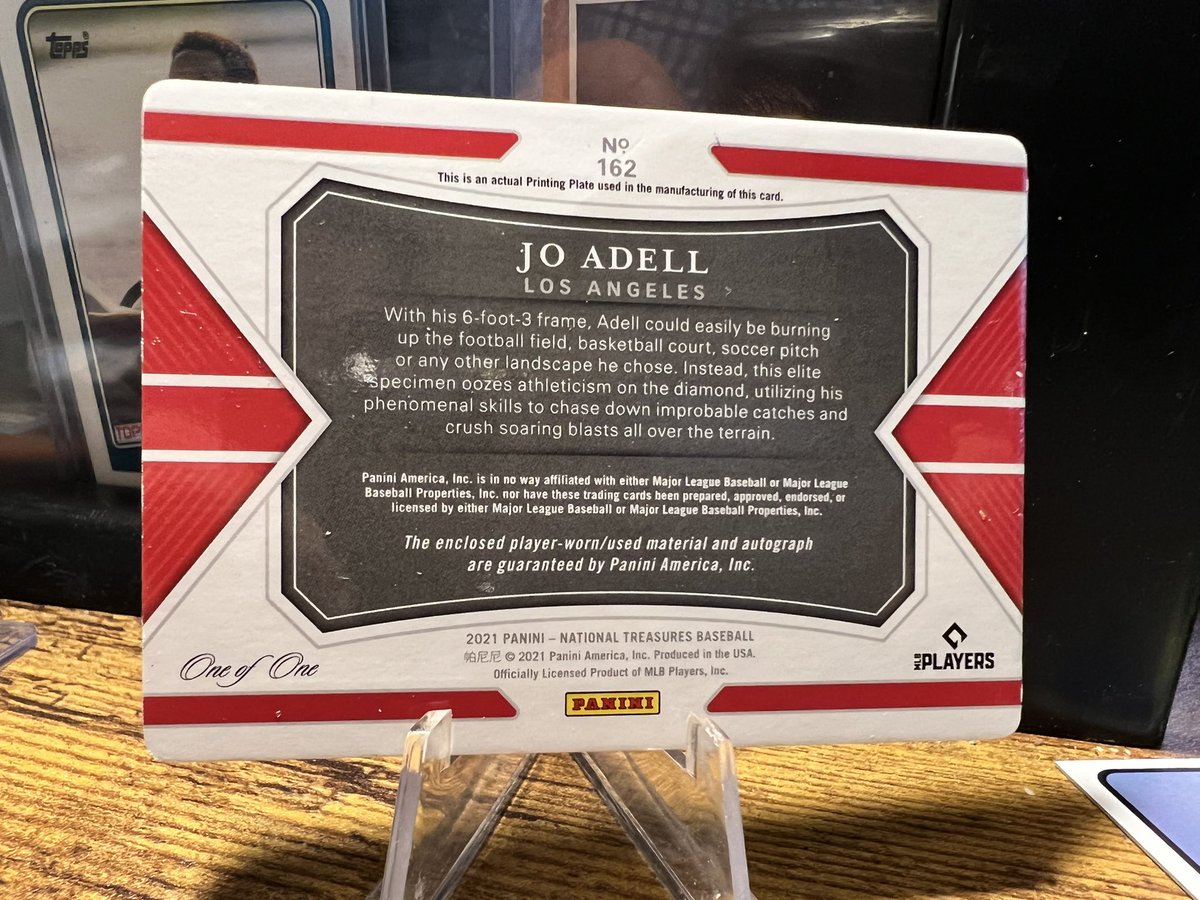 Topps
No
162
This is an actual Printing Plate used in the manufacturing of this card.
JO ADELL
LOS ANGELES
With his 6-foot-3 frame, Adell could easily be burning
up the football field, basketball court, soccer pitch
or any other landscape he chose. Instead, this elite
specimen oozes athleticism on the diamond, utilizing his
phenomenal skills to chase down improbable catches and
crush soaring blasts all over the terrain.
Panini America, Inc. is in no way affiliated with either Major League Baseball or Major League
Baseball Properties, Inc. nor have these trading cards been prepared, approved, endorsed, or
licensed by either Major League Baseball or Major League Baseball Properties, Inc.
The enclosed player-worn/used material and autograph
are guaranteed by Panini America, Inc.
2021 PANINI – NATIONAL TREASURES BASEBALL
帕尼尼 © 2021 Panini America, Inc. Produced in the USA.
Officially Licensed Product of MLB Players, Inc.
One of One
MLB PLAYERS
PANINI